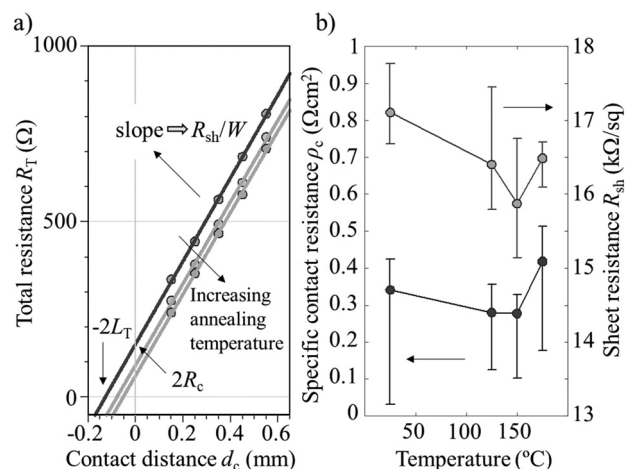 a)
1000
500
0
Total resistance R_T
(Ω)
slope ⇨ R_sh/W
Increasing
annealing
temperature
-2L_T
2R_c
-0.2 0 0.2 0.4 0.6
Contact distance d_c (mm)
b)
1
0.9
0.8
0.7
0.6
0.5
0.4
0.3
0.2
0.1
0
Specific contact resistance ρ_c (Ωcm²)
18
17
16
15
14
13
Sheet resistance R_sh (kΩ/sq)
50 100 150
Temperature (ºC)